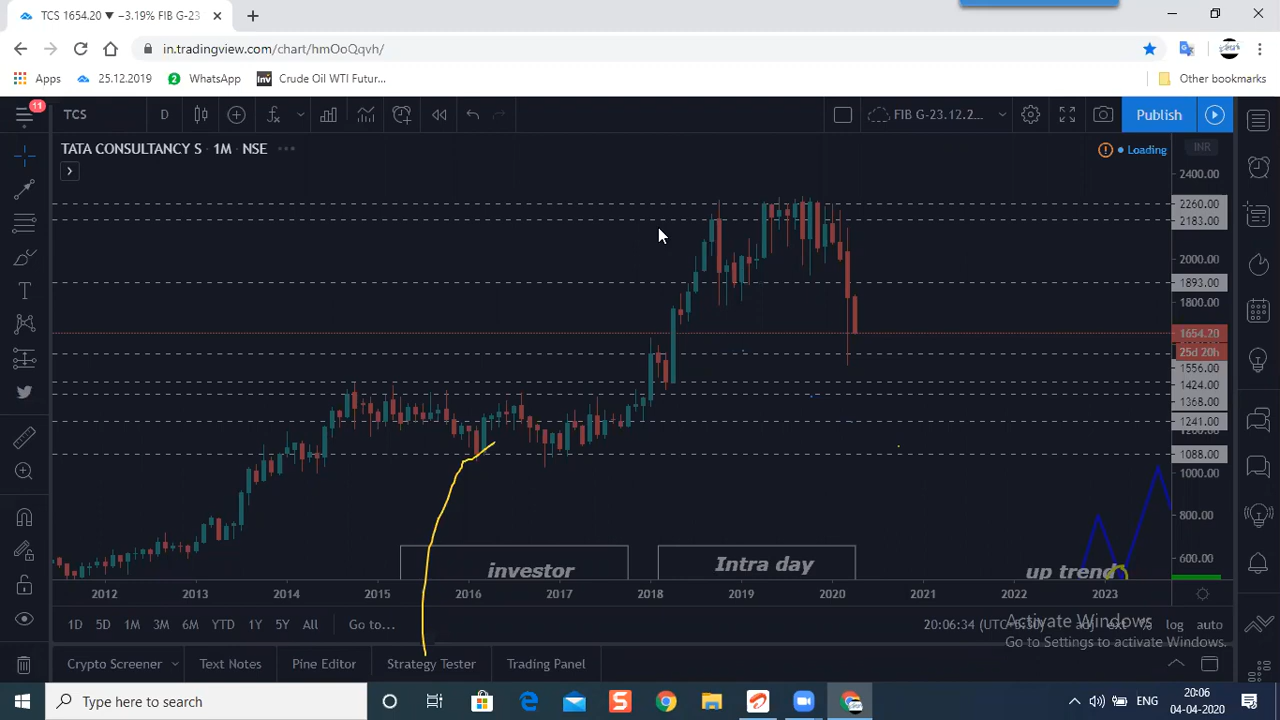 TCS 1654.20 ▼ −3.19% FIB G-23
in.tradingview.com/chart/hmOoQqvh/
Apps 25.12.2019 WhatsApp Crude Oil WTI Futur... Other bookmarks
11
TCS D FIB G-23.12.2... Publish
TATA CONSULTANCY S · 1M · NSE
Loading
INR
2400.00
2260.00
2183.00
2000.00
1893.00
1800.00
1654.20
25d 20h
1556.00
1424.00
1368.00
1241.00
1088.00
1000.00
800.00
600.00
investor
Intra day
up trend
2012 2013 2014 2015 2016 2017 2018 2019 2020 2021 2022 2023
1D 5D 1M 3M 6M YTD 1Y 5Y All Go to... 20:06:34 (UTC+5:30) adj ext % log auto
Activate Windows
Go to Settings to activate Windows.
Crypto Screener Text Notes Pine Editor Strategy Tester Trading Panel
Type here to search
ENG
20:06
04-04-2020